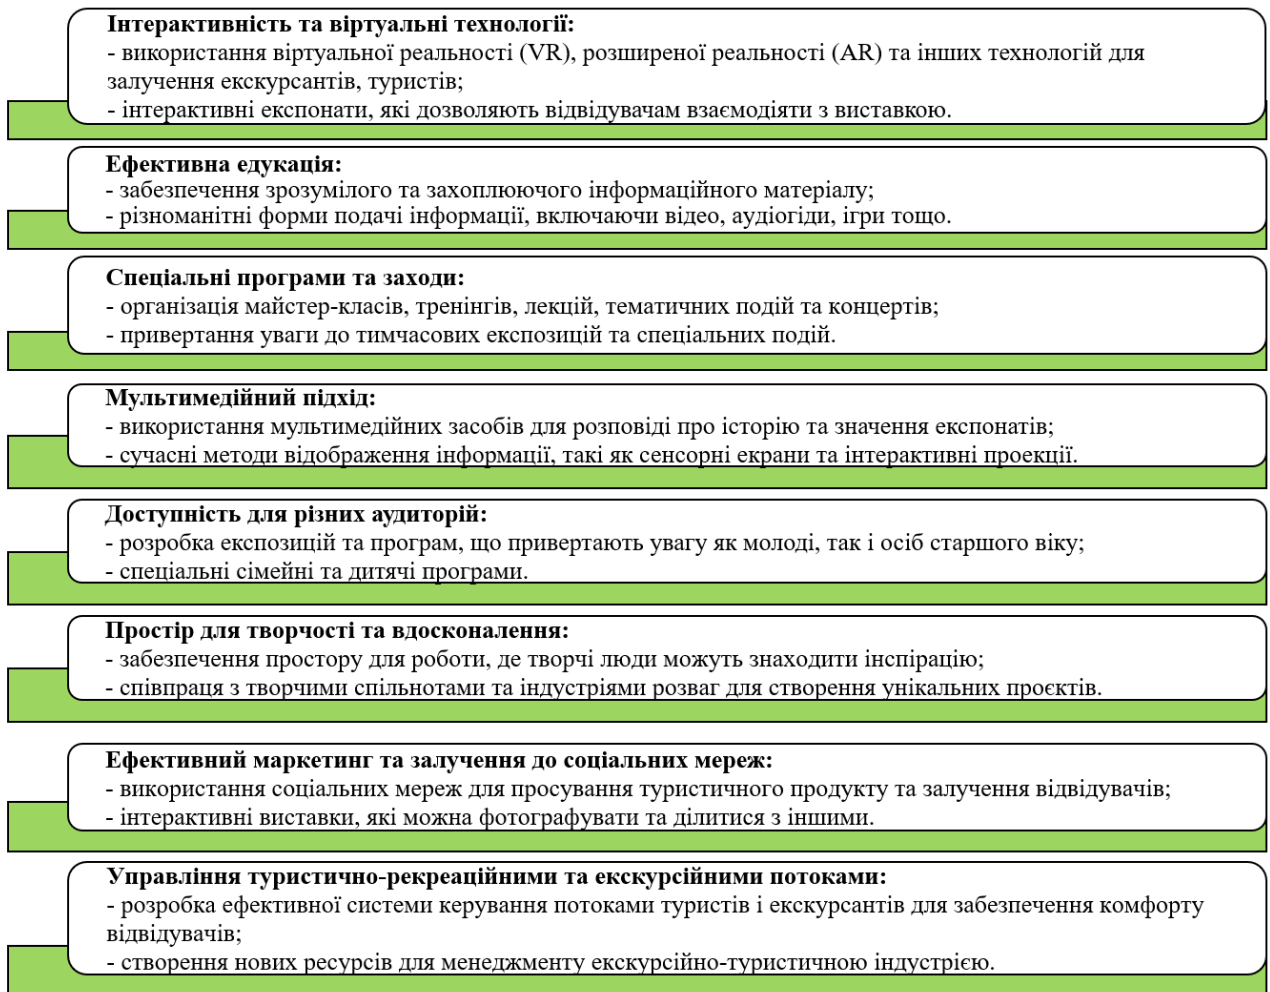 Інтерактивність та віртуальні технології:
- використання віртуальної реальності (VR), розширеної реальності (AR) та інших технологій для
залучення екскурсантів, туристів;
- інтерактивні експонати, які дозволяють відвідувачам взаємодіяти з виставкою.
Ефективна едукація:
- забезпечення зрозумілого та захоплюючого інформаційного матеріалу;
- різноманітні форми подачі інформації, включаючи відео, аудіогіди, ігри тощо.
Спеціальні програми та заходи:
- організація майстер-класів, тренінгів, лекцій, тематичних подій та концертів;
- привертання уваги до тимчасових експозицій та спеціальних подій.
Мультимедійний підхід:
- використання мультимедійних засобів для розповіді про історію та значення експонатів;
- сучасні методи відображення інформації, такі як сенсорні екрани та інтерактивні проекції.
Доступність для різних аудиторій:
- розробка експозицій та програм, що привертають увагу як молоді, так і осіб старшого віку;
- спеціальні сімейні та дитячі програми.
Простір для творчості та вдосконалення:
- забезпечення простору для роботи, де творчі люди можуть знаходити інспірацію;
- співпраця з творчими спільнотами та індустріями розваг для створення унікальних проєктів.
Ефективний маркетинг та залучення до соціальних мереж:
- використання соціальних мереж для просування туристичного продукту та залучення відвідувачів;
- інтерактивні виставки, які можна фотографувати та ділитися з іншими.
Управління туристично-рекреаційними та екскурсійними потоками:
- розробка ефективної системи керування потоками туристів і екскурсантів для забезпечення комфорту
відвідувачів;
- створення нових ресурсів для менеджменту екскурсійно-туристичною індустрією.